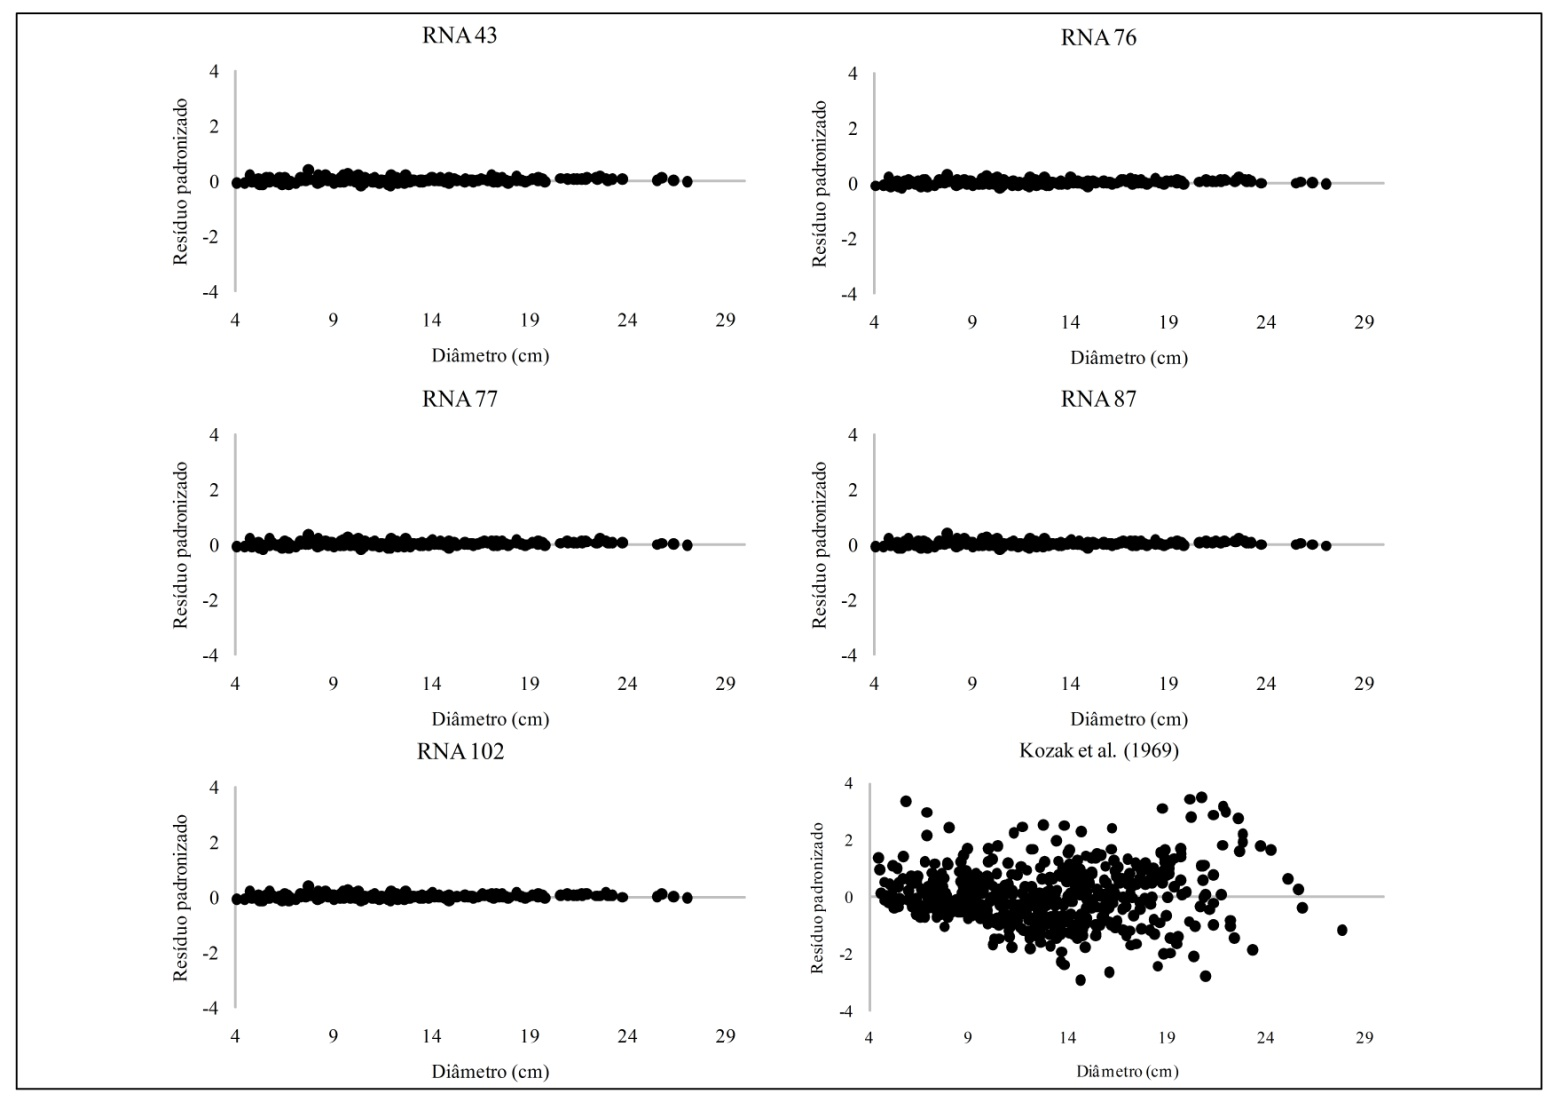 RNA 43
Resíduo padronizado
4
2
0
-2
-4
4 9 14 19 24 29
Diâmetro (cm)
RNA 76
Resíduo padronizado
4
2
0
-2
-4
4 9 14 19 24 29
Diâmetro (cm)
RNA 77
Resíduo padronizado
4
2
0
-2
-4
4 9 14 19 24 29
Diâmetro (cm)
RNA 87
Resíduo padronizado
4
2
0
-2
-4
4 9 14 19 24 29
Diâmetro (cm)
RNA 102
Resíduo padronizado
4
2
0
-2
-4
4 9 14 19 24 29
Diâmetro (cm)
Kozak et al. (1969)
Resíduo padronizado
4
2
0
-2
-4
4 9 14 19 24 29
Diâmetro (cm)